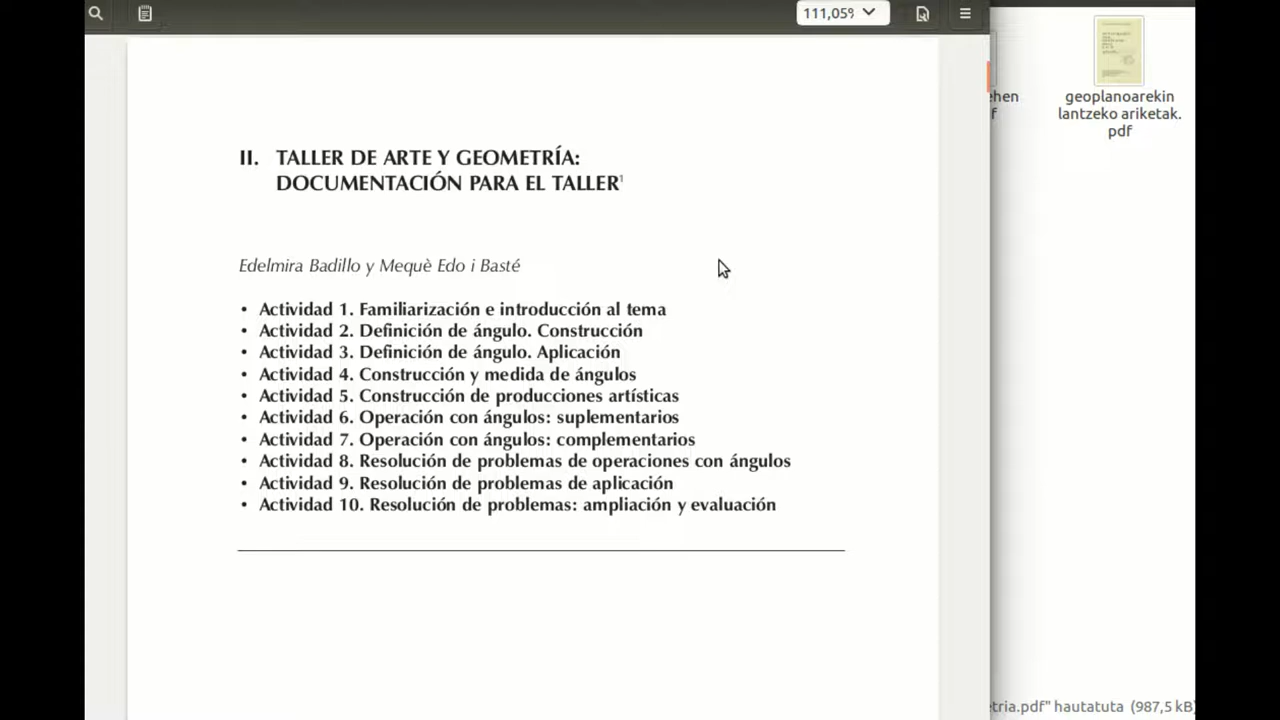 111,05%
II. TALLER DE ARTE Y GEOMETRÍA:
DOCUMENTACIÓN PARA EL TALLER¹
Edelmira Badillo y Mequè Edo i Basté
• Actividad 1. Familiarización e introducción al tema
• Actividad 2. Definición de ángulo. Construcción
• Actividad 3. Definición de ángulo. Aplicación
• Actividad 4. Construcción y medida de ángulos
• Actividad 5. Construcción de producciones artísticas
• Actividad 6. Operación con ángulos: suplementarios
• Actividad 7. Operación con ángulos: complementarios
• Actividad 8. Resolución de problemas de operaciones con ángulos
• Actividad 9. Resolución de problemas de aplicación
• Actividad 10. Resolución de problemas: ampliación y evaluación
ehen
f
geoplanoarekin
lantzeko ariketak.
pdf
etria.pdf" hautatuta (987,5 kB)